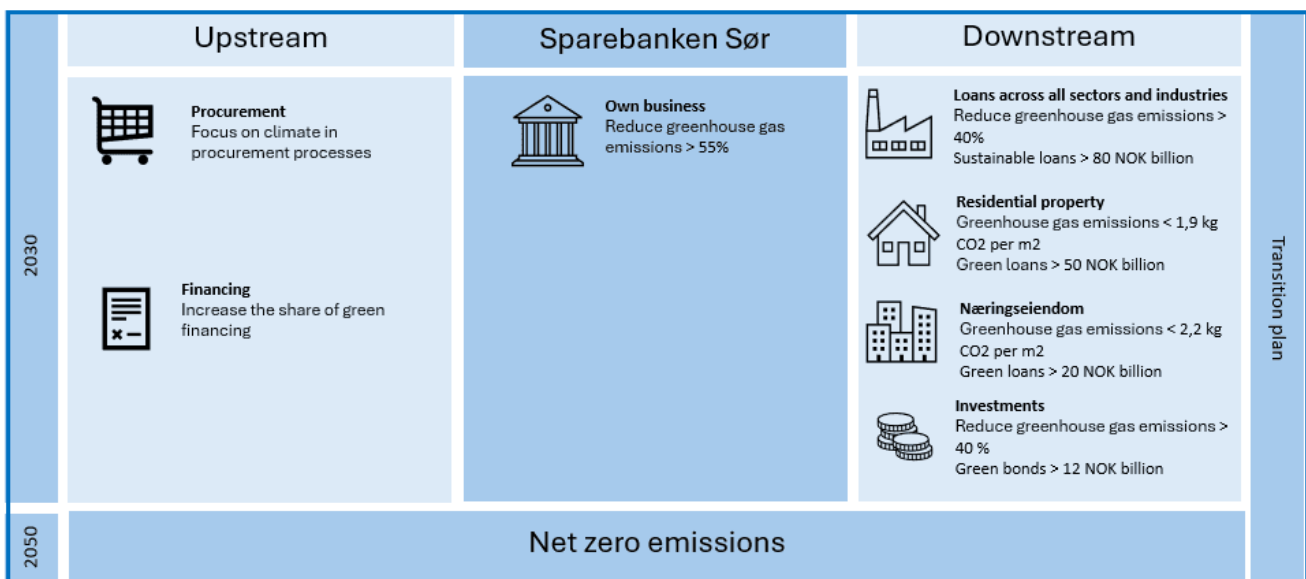 Upstream
Sparebanken Sør
Downstream
2030
Procurement
Focus on climate in
procurement processes
Financing
Increase the share of green
financing
Own business
Reduce greenhouse gas
emissions > 55%
Loans across all sectors and industries
Reduce greenhouse gas emissions >
40%
Sustainable loans > 80 NOK billion
Residential property
Greenhouse gas emissions < 1,9 kg
CO2 per m2
Green loans > 50 NOK billion
Næringseiendom
Greenhouse gas emissions < 2,2 kg
CO2 per m2
Green loans > 20 NOK billion
Investments
Reduce greenhouse gas emissions >
40 %
Green bonds > 12 NOK billion
Transition plan
2050
Net zero emissions